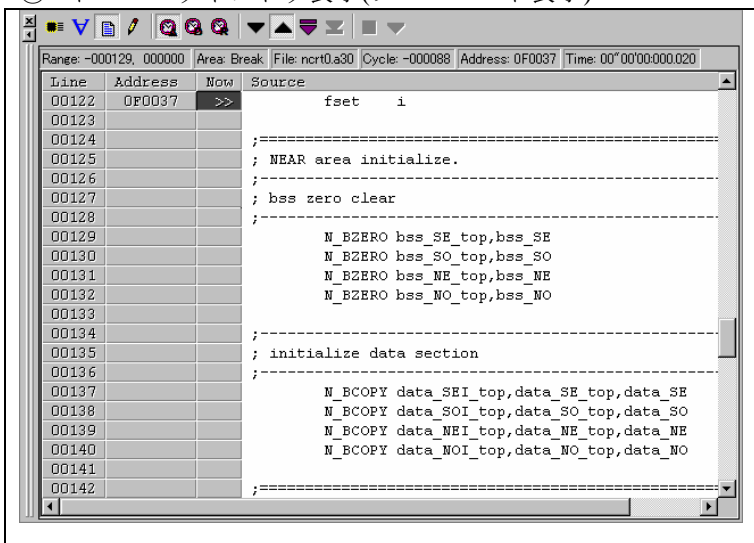 Range: -000129, 000000 Area: Break File: ncrt0.a30 Cycle: -000088 Address: 0F0037 Time: 00"00'00:000.020
Line Address Now Source
00122 0F0037 >> fset i
00123
00124 ;=====================================================
00125 ; NEAR area initialize.
00126 ;-----------------------------------------------------
00127 ; bss zero clear
00128 ;-----------------------------------------------------
00129 N_BZERO bss_SE_top,bss_SE
00130 N_BZERO bss_SO_top,bss_SO
00131 N_BZERO bss_NE_top,bss_NE
00132 N_BZERO bss_NO_top,bss_NO
00133
00134 ;-----------------------------------------------------
00135 ; initialize data section
00136 ;-----------------------------------------------------
00137 N_BCOPY data_SEI_top,data_SE_top,data_SE
00138 N_BCOPY data_SOI_top,data_SO_top,data_SO
00139 N_BCOPY data_NEI_top,data_NE_top,data_NE
00140 N_BCOPY data_NOI_top,data_NO_top,data_NO
00141
00142 ;=====================================================